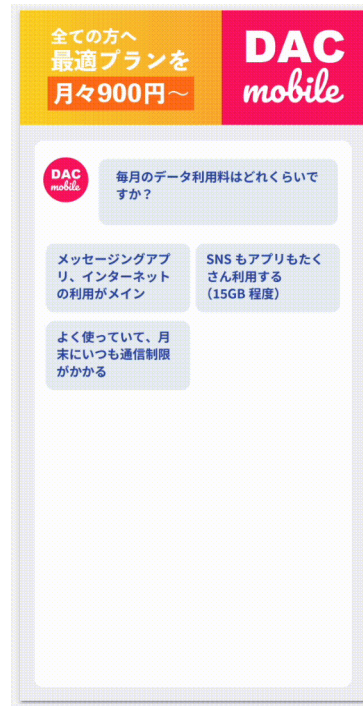 全ての方へ
最適プランを
月々900円～
DAC
mobile
DAC
mobile
毎月のデータ利用料はどれくらいで
すか？
メッセージングアプ
リ、インターネット
の利用がメイン
SNS もアプリもたく
さん利用する
（15GB 程度）
よく使っていて、月
末にいつも通信制限
がかかる